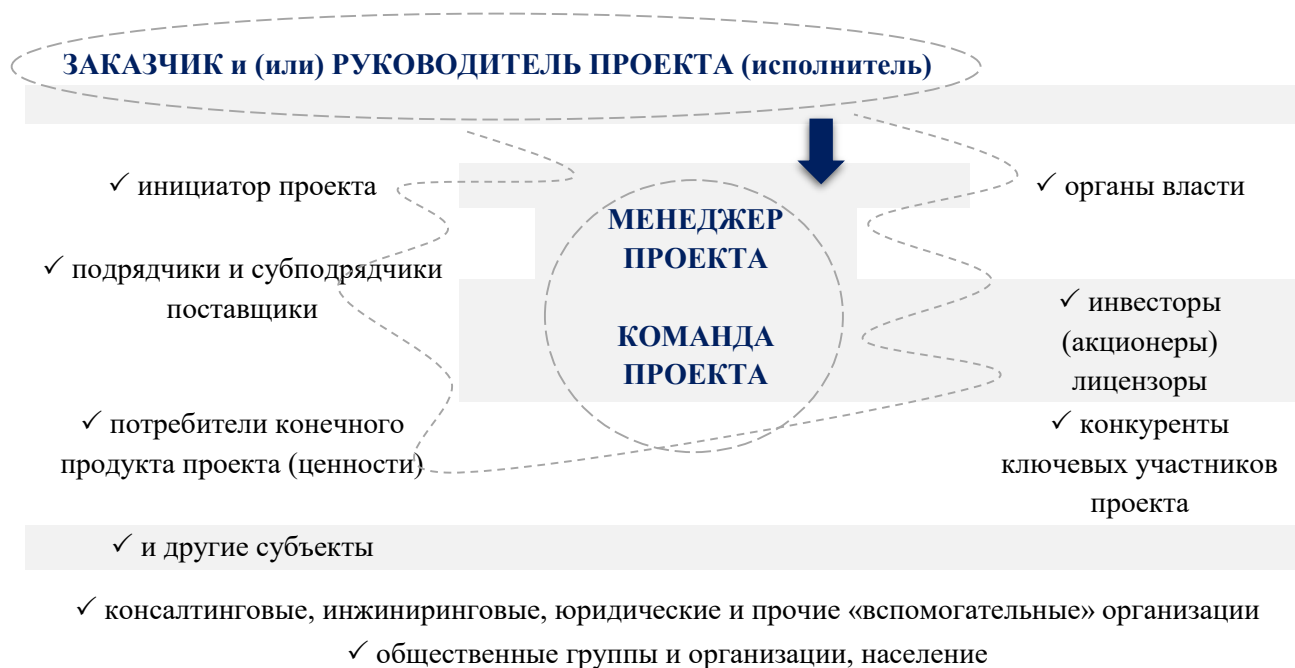 ЗАКАЗЧИК и (или) РУКОВОДИТЕЛЬ ПРОЕКТА (исполнитель)
✓ инициатор проекта
✓ органы власти
МЕНЕДЖЕР
ПРОЕКТА
✓ подрядчики и субподрядчики
поставщики
✓ инвесторы
(акционеры)
лицензоры
КОМАНДА
ПРОЕКТА
✓ потребители конечного
продукта проекта (ценности)
✓ конкуренты
ключевых участников
проекта
✓ и другие субъекты
✓ консалтинговые, инжиниринговые, юридические и прочие «вспомогательные» организации
✓ общественные группы и организации, население